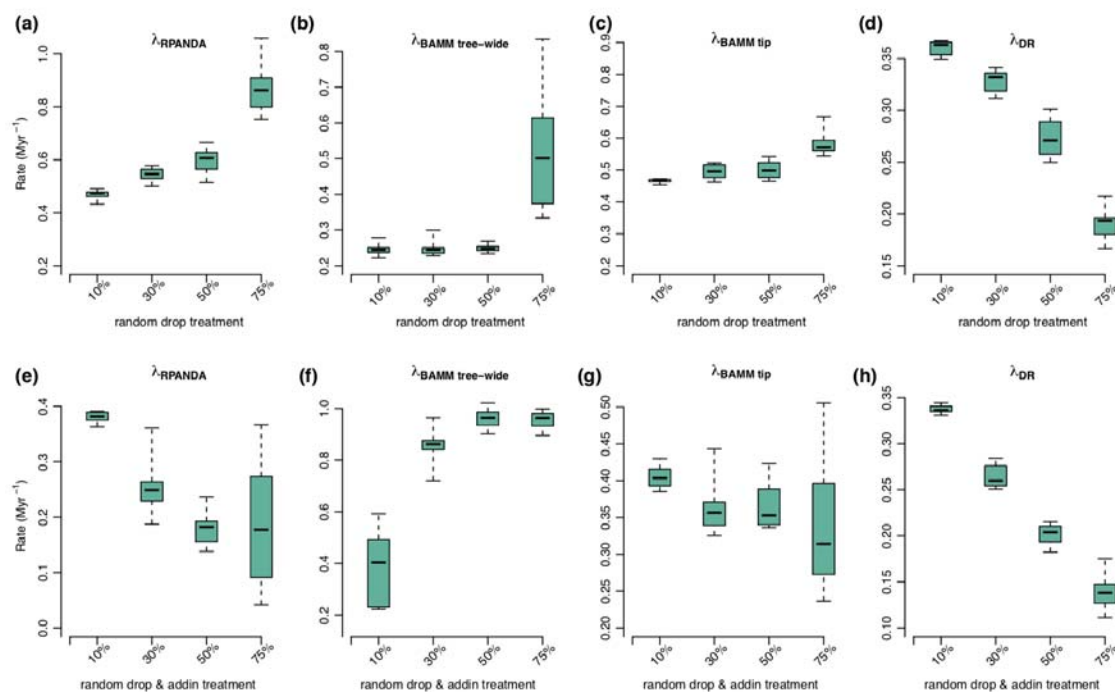 (a) λRPANDA
Rate (Myr⁻¹)
1.0
0.8
0.6
0.4
0.2
10% 30% 50% 75%
random drop treatment
(b) λBAMM tree−wide
0.8
0.7
0.6
0.5
0.4
0.3
0.2
10% 30% 50% 75%
random drop treatment
(c) λBAMM tip
0.9
0.8
0.7
0.6
0.5
0.4
0.3
0.2
10% 30% 50% 75%
random drop treatment
(d) λDR
0.35
0.30
0.25
0.20
0.15
10% 30% 50% 75%
random drop treatment
(e) λRPANDA
Rate (Myr⁻¹)
0.4
0.3
0.2
0.1
0.0
10% 30% 50% 75%
random drop & addin treatment
(f) λBAMM tree−wide
1.0
0.8
0.6
0.4
0.2
10% 30% 50% 75%
random drop & addin treatment
(g) λBAMM tip
0.50
0.45
0.40
0.35
0.30
0.25
0.20
10% 30% 50% 75%
random drop & addin treatment
(h) λDR
0.35
0.30
0.25
0.20
0.15
0.10
10% 30% 50% 75%
random drop & addin treatment